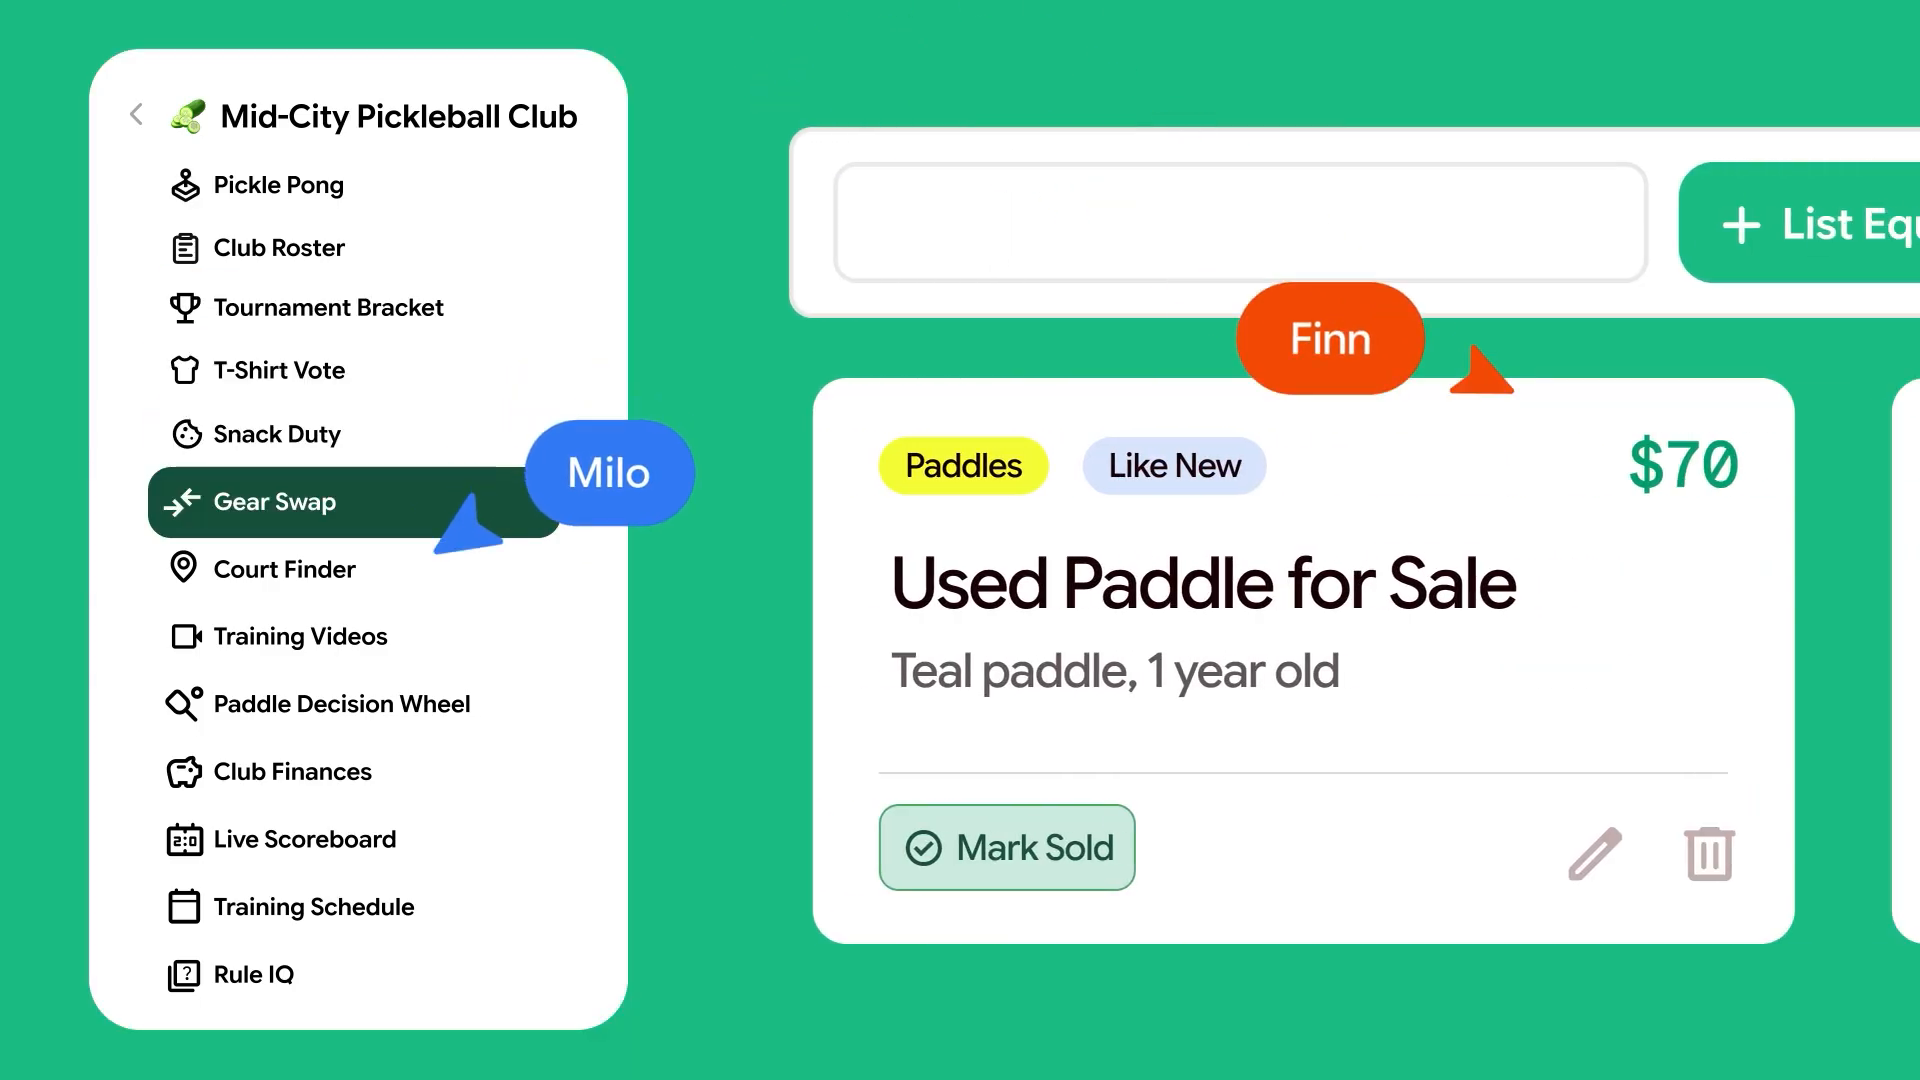 Mid-City Pickleball Club
Pickle Pong
Club Roster
Tournament Bracket
T-Shirt Vote
Snack Duty
Gear Swap
Court Finder
Training Videos
Paddle Decision Wheel
Club Finances
2:0
Live Scoreboard
Training Schedule
?
Rule IQ
Milo
+ List Equ
Finn
Paddles
Like New
$70
Used Paddle for Sale
Teal paddle, 1 year old
Mark Sold